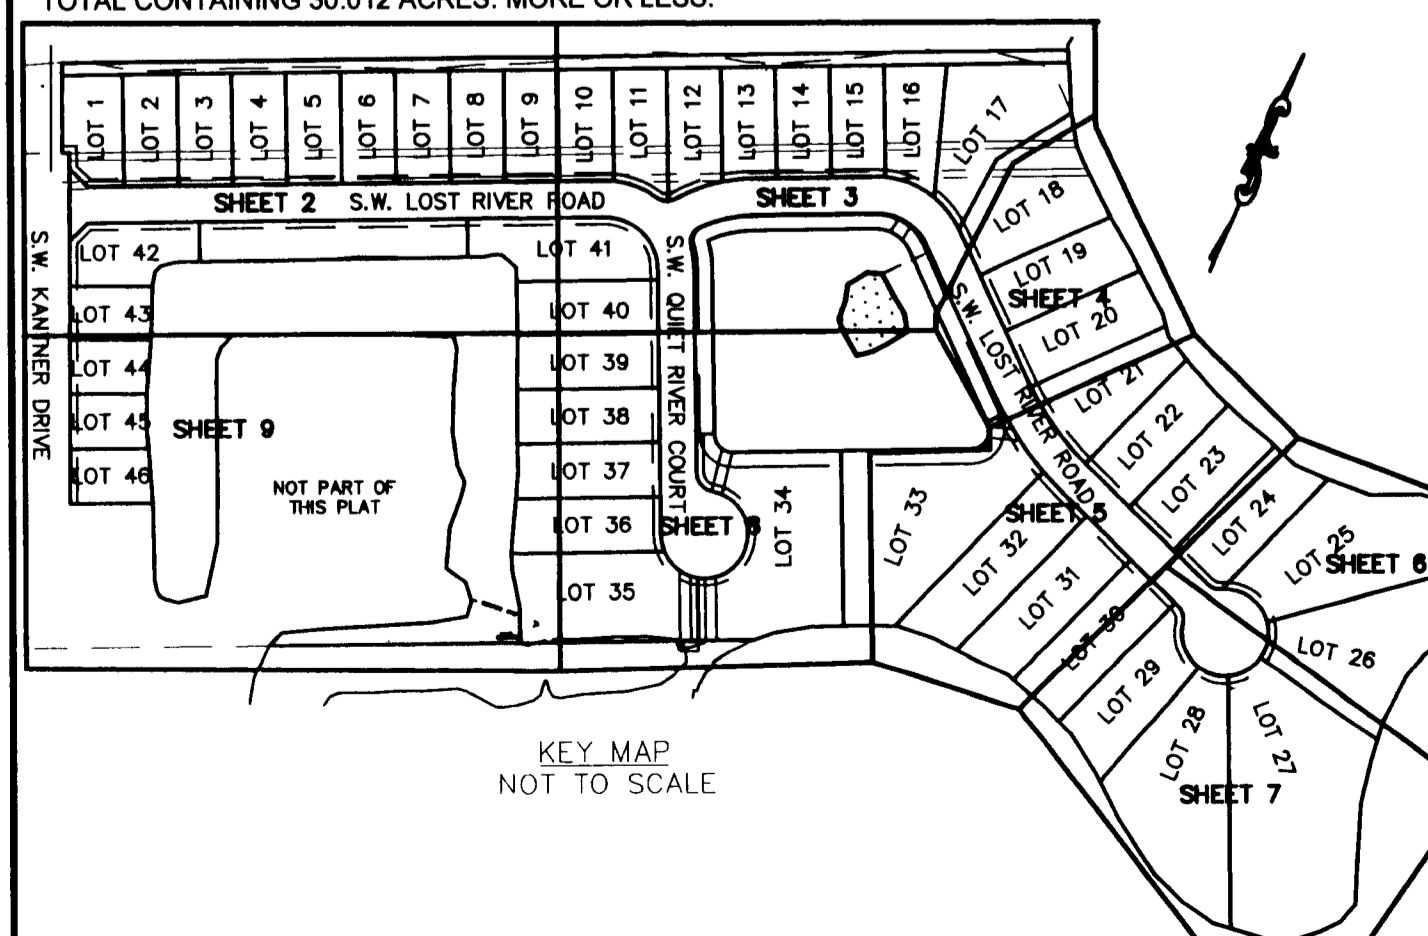 TOTAL CONTAINING 30.012 ACRES. MORE OR LESS.
LOT 1
LOT 2
LOT 3
LOT 4
LOT 5
LOT 6
LOT 7
LOT 8
LOT 9
LOT 10
LOT 11
LOT 12
LOT 13
LOT 14
LOT 15
LOT 16
LOT 17
SHEET 2
S.W. LOST RIVER ROAD
SHEET 3
LOT 18
LOT 19
SHEET 4
LOT 20
S.W. KANTNER DRIVE
LOT 42
LOT 43
LOT 44
LOT 45
LOT 46
SHEET 9
NOT PART OF
THIS PLAT
LOT 41
LOT 40
LOT 39
LOT 38
LOT 37
LOT 36
LOT 35
S.W. QUIET RIVER COURT
SHEET 8
LOT 34
LOT 33
S.W. LOST RIVER ROAD
LOT 21
LOT 22
LOT 23
LOT 24
LOT 25
SHEET 5
SHEET 6
LOT 32
LOT 31
LOT 30
LOT 29
LOT 28
LOT 27
LOT 26
SHEET 7
KEY MAP
NOT TO SCALE